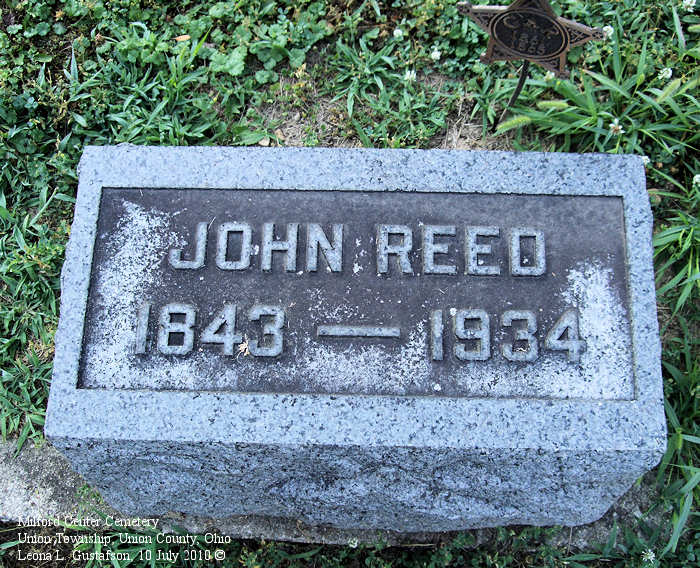 JOHN REED
1843 — 1934
Milford Center Cemetery
Union Township, Union County, Ohio
Leona L. Gustafson, 10 July 2010 ©